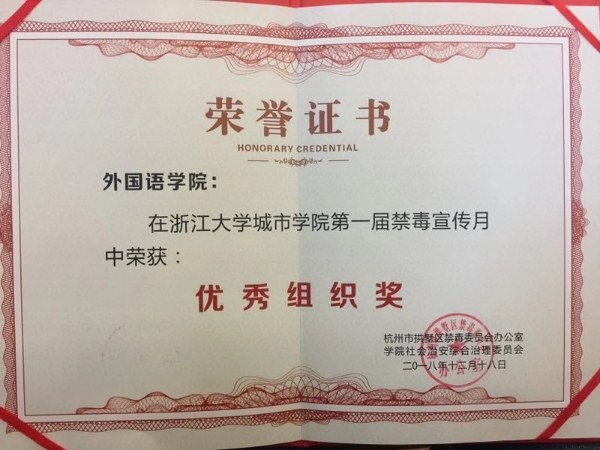 荣誉证书
HONORARY CREDENTIAL
外国语学院：
在浙江大学城市学院第一届禁毒宣传月
中荣获：
优秀组织奖
杭州市拱墅区禁毒委员会办公室
学院社会治安综合治理委员会
二〇一八年十二月十八日